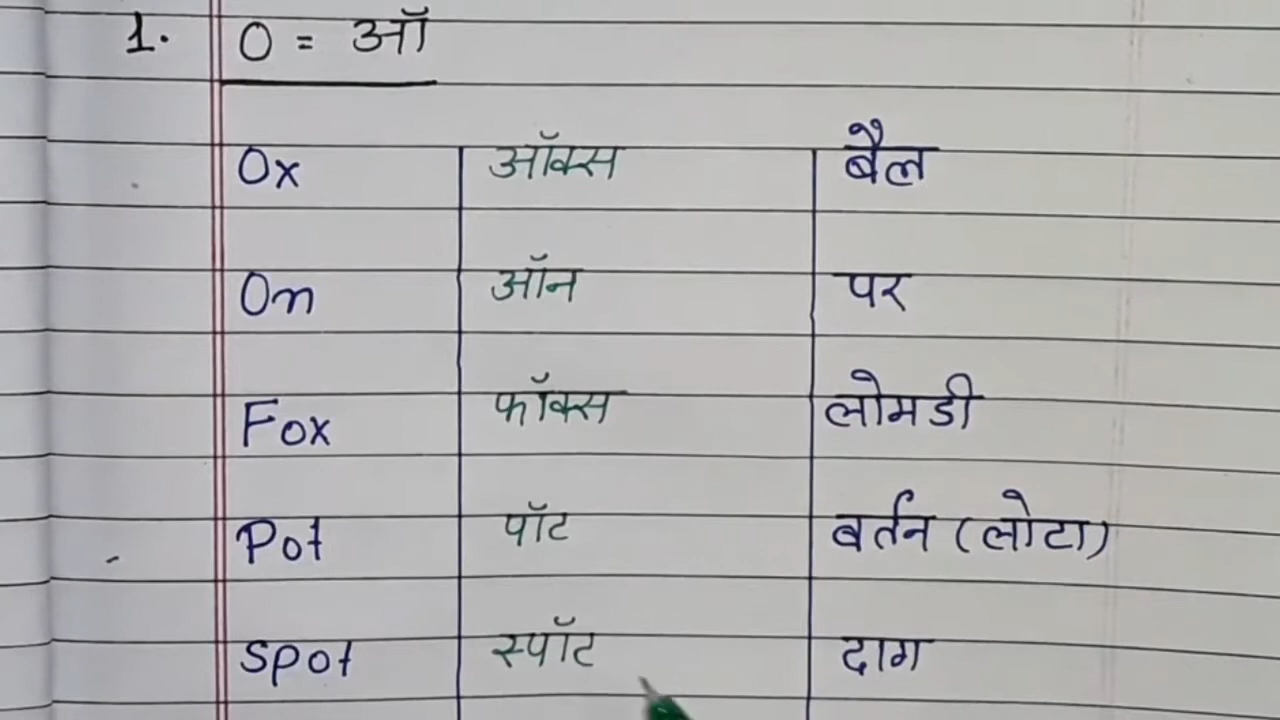 1. O = ऑ
Ox ऑक्स बैल
On ऑन पर
Fox फॉक्स लोमडी
Pot पॉट बर्तन (लोटा)
Spot स्पॉट दाग